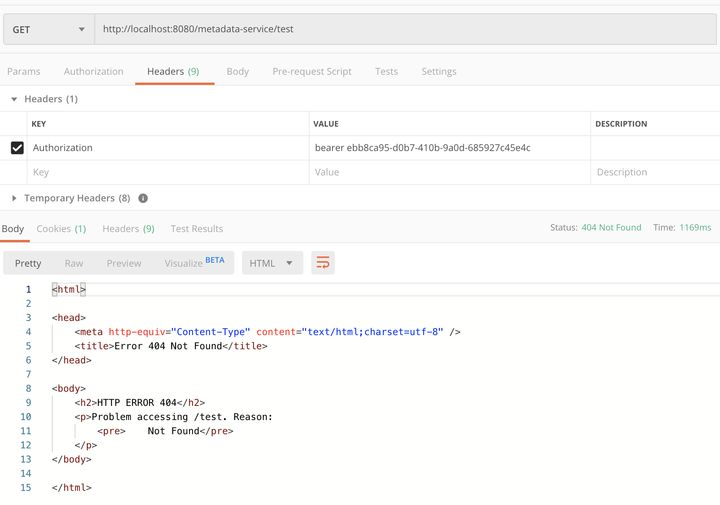 GET http://localhost:8080/metadata-service/test
Params Authorization Headers (9) Body Pre-request Script Tests Settings
Headers (1)
KEY VALUE DESCRIPTION
Authorization bearer ebb8ca95-d0b7-410b-9a0d-685927c45e4c
Key Value Description
Temporary Headers (8) i
Body Cookies (1) Headers (9) Test Results Status: 404 Not Found Time: 1169ms
Pretty Raw Preview Visualize BETA HTML
1 <html>
2
3 <head>
4 <meta http-equiv="Content-Type" content="text/html;charset=utf-8" />
5 <title>Error 404 Not Found</title>
6 </head>
7
8 <body>
9 <h2>HTTP ERROR 404</h2>
10 <p>Problem accessing /test. Reason:
11 <pre>    Not Found</pre>
12 </p>
13 </body>
14
15 </html>